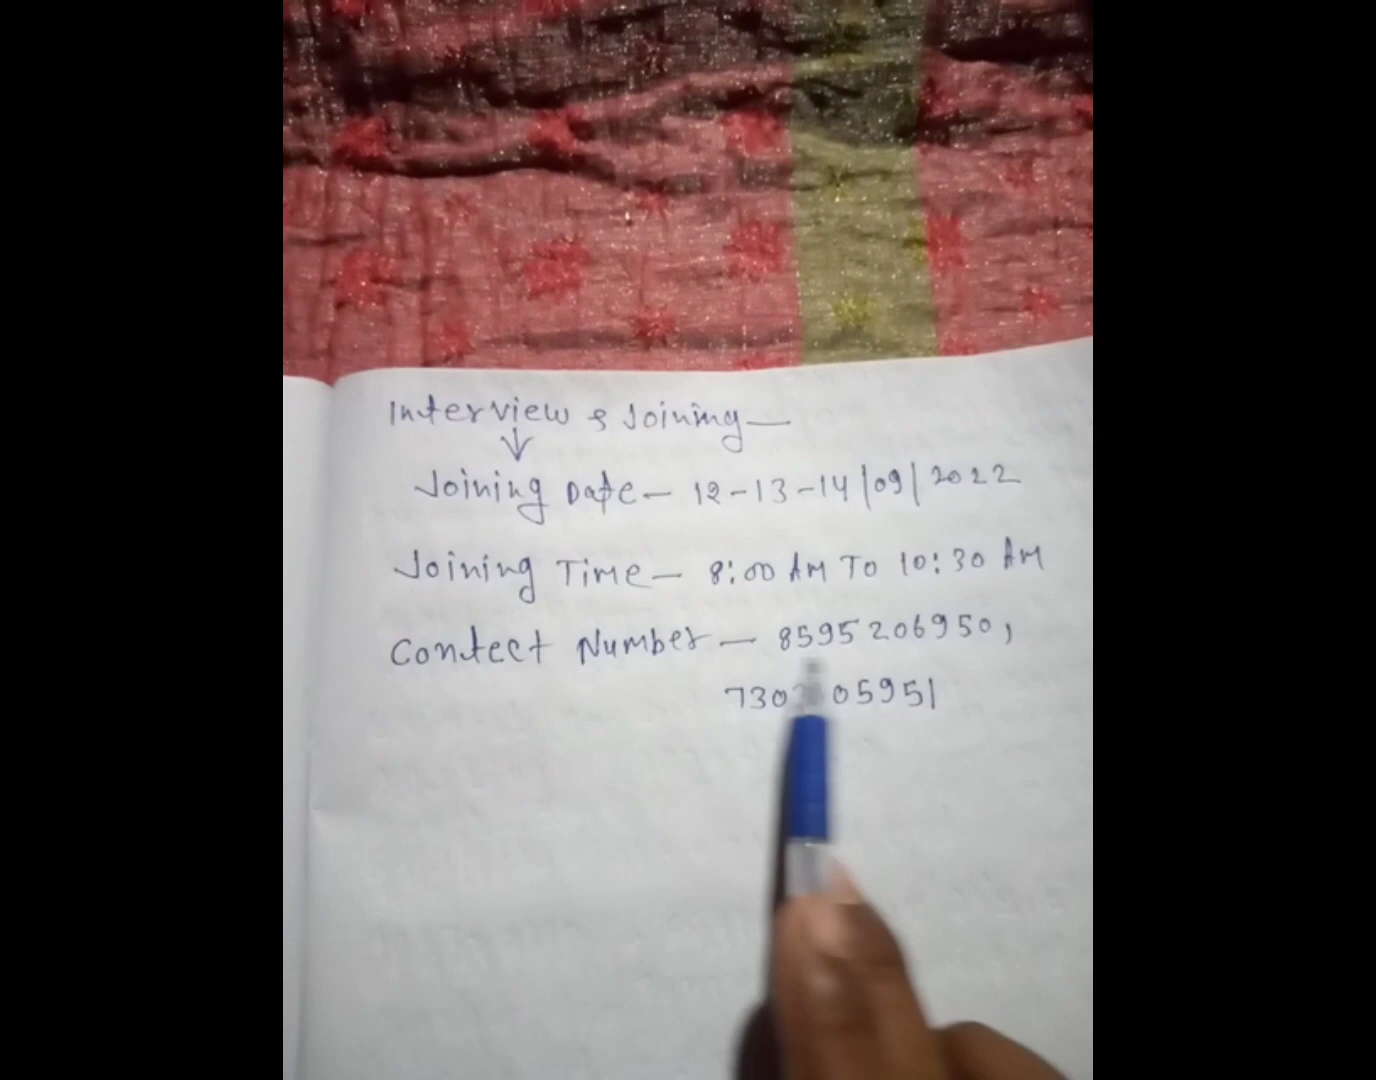 Interview & Joining—
↓
Joining Date— 12-13-14/09/2022
Joining Time— 8:00 AM To 10:30 AM
Contect Number— 8595206950,